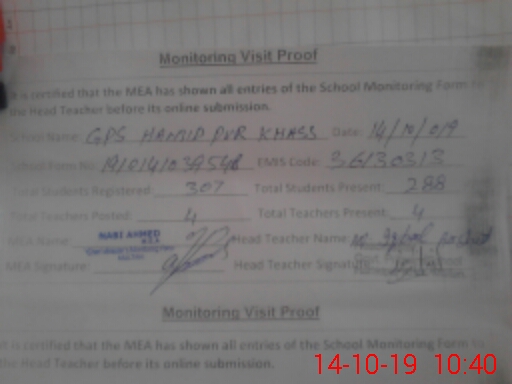 Monitoring Visit Proof
It is certified that the MEA has shown all entries of the School Monitoring Form to
the Head Teacher before its online submission.
School Name: GPS HAMID PUR KHASS Date: 14/10/019
School Form No: EMIS Code: 36130313
Total Students Registered: 307 Total Students Present: 288
Total Teachers Posted: 4 Total Teachers Present: 4
MEA Name: NABI AHMED Head Teacher Name: M. Iqbal
MEA Signature: Head Teacher Signature
Monitoring Visit Proof
It is certified that the MEA has shown all entries of the School Monitoring Form to
the Head Teacher before its online submission.
14-10-19 10:40